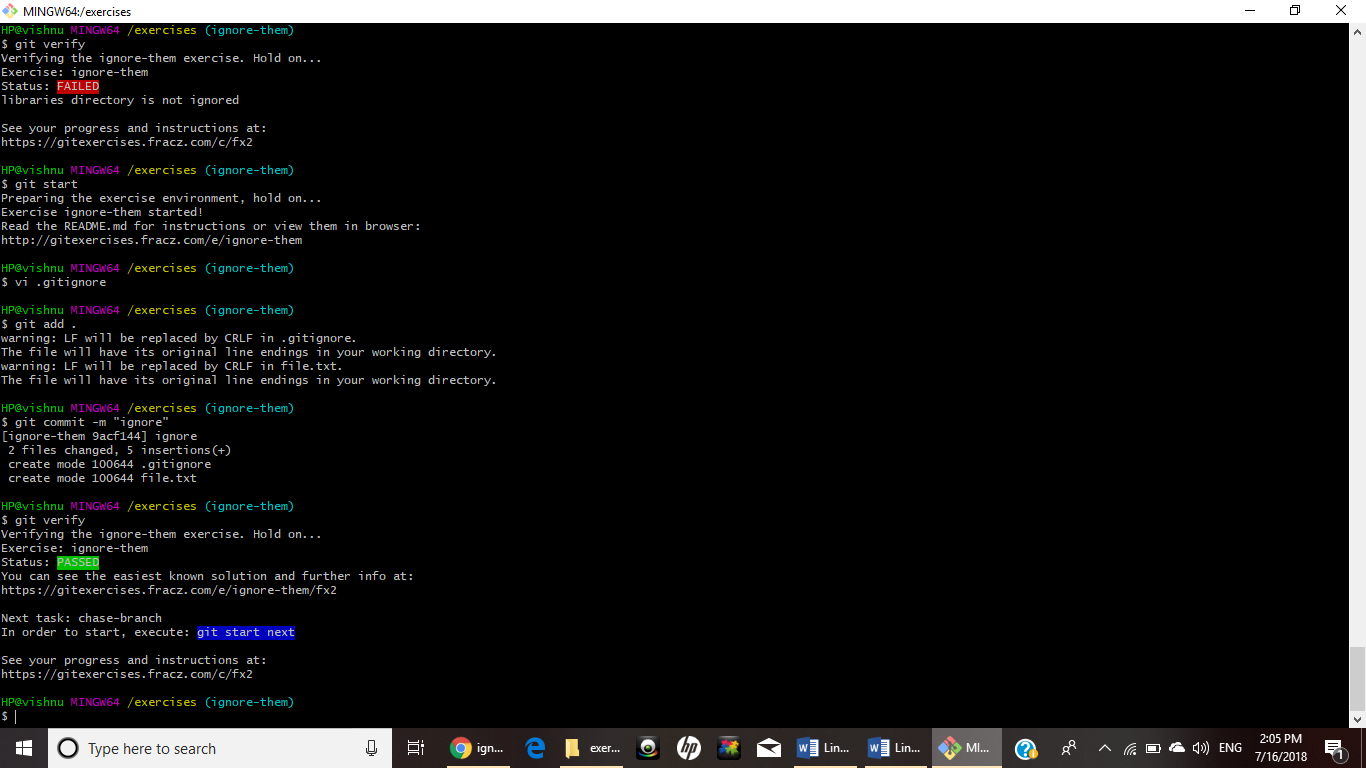 MINGW64:/exercises
HP@vishnu MINGW64 /exercises (ignore-them)
$ git verify
Verifying the ignore-them exercise. Hold on...
Exercise: ignore-them
Status: FAILED
libraries directory is not ignored
See your progress and instructions at:
https://gitexercises.fracz.com/c/fx2
HP@vishnu MINGW64 /exercises (ignore-them)
$ git start
Preparing the exercise environment, hold on...
Exercise ignore-them started!
Read the README.md for instructions or view them in browser:
http://gitexercises.fracz.com/e/ignore-them
HP@vishnu MINGW64 /exercises (ignore-them)
$ vi .gitignore
HP@vishnu MINGW64 /exercises (ignore-them)
$ git add .
warning: LF will be replaced by CRLF in .gitignore.
The file will have its original line endings in your working directory.
warning: LF will be replaced by CRLF in file.txt.
The file will have its original line endings in your working directory.
HP@vishnu MINGW64 /exercises (ignore-them)
$ git commit -m "ignore"
[ignore-them 9acf144] ignore
 2 files changed, 5 insertions(+)
 create mode 100644 .gitignore
 create mode 100644 file.txt
HP@vishnu MINGW64 /exercises (ignore-them)
$ git verify
Verifying the ignore-them exercise. Hold on...
Exercise: ignore-them
Status: PASSED
You can see the easiest known solution and further info at:
https://gitexercises.fracz.com/e/ignore-them/fx2
Next task: chase-branch
In order to start, execute: git start next
See your progress and instructions at:
https://gitexercises.fracz.com/c/fx2
HP@vishnu MINGW64 /exercises (ignore-them)
$
Type here to search
ign...
exer...
hp
Lin...
Lin...
MI...
ENG
2:05 PM
7/16/2018
1